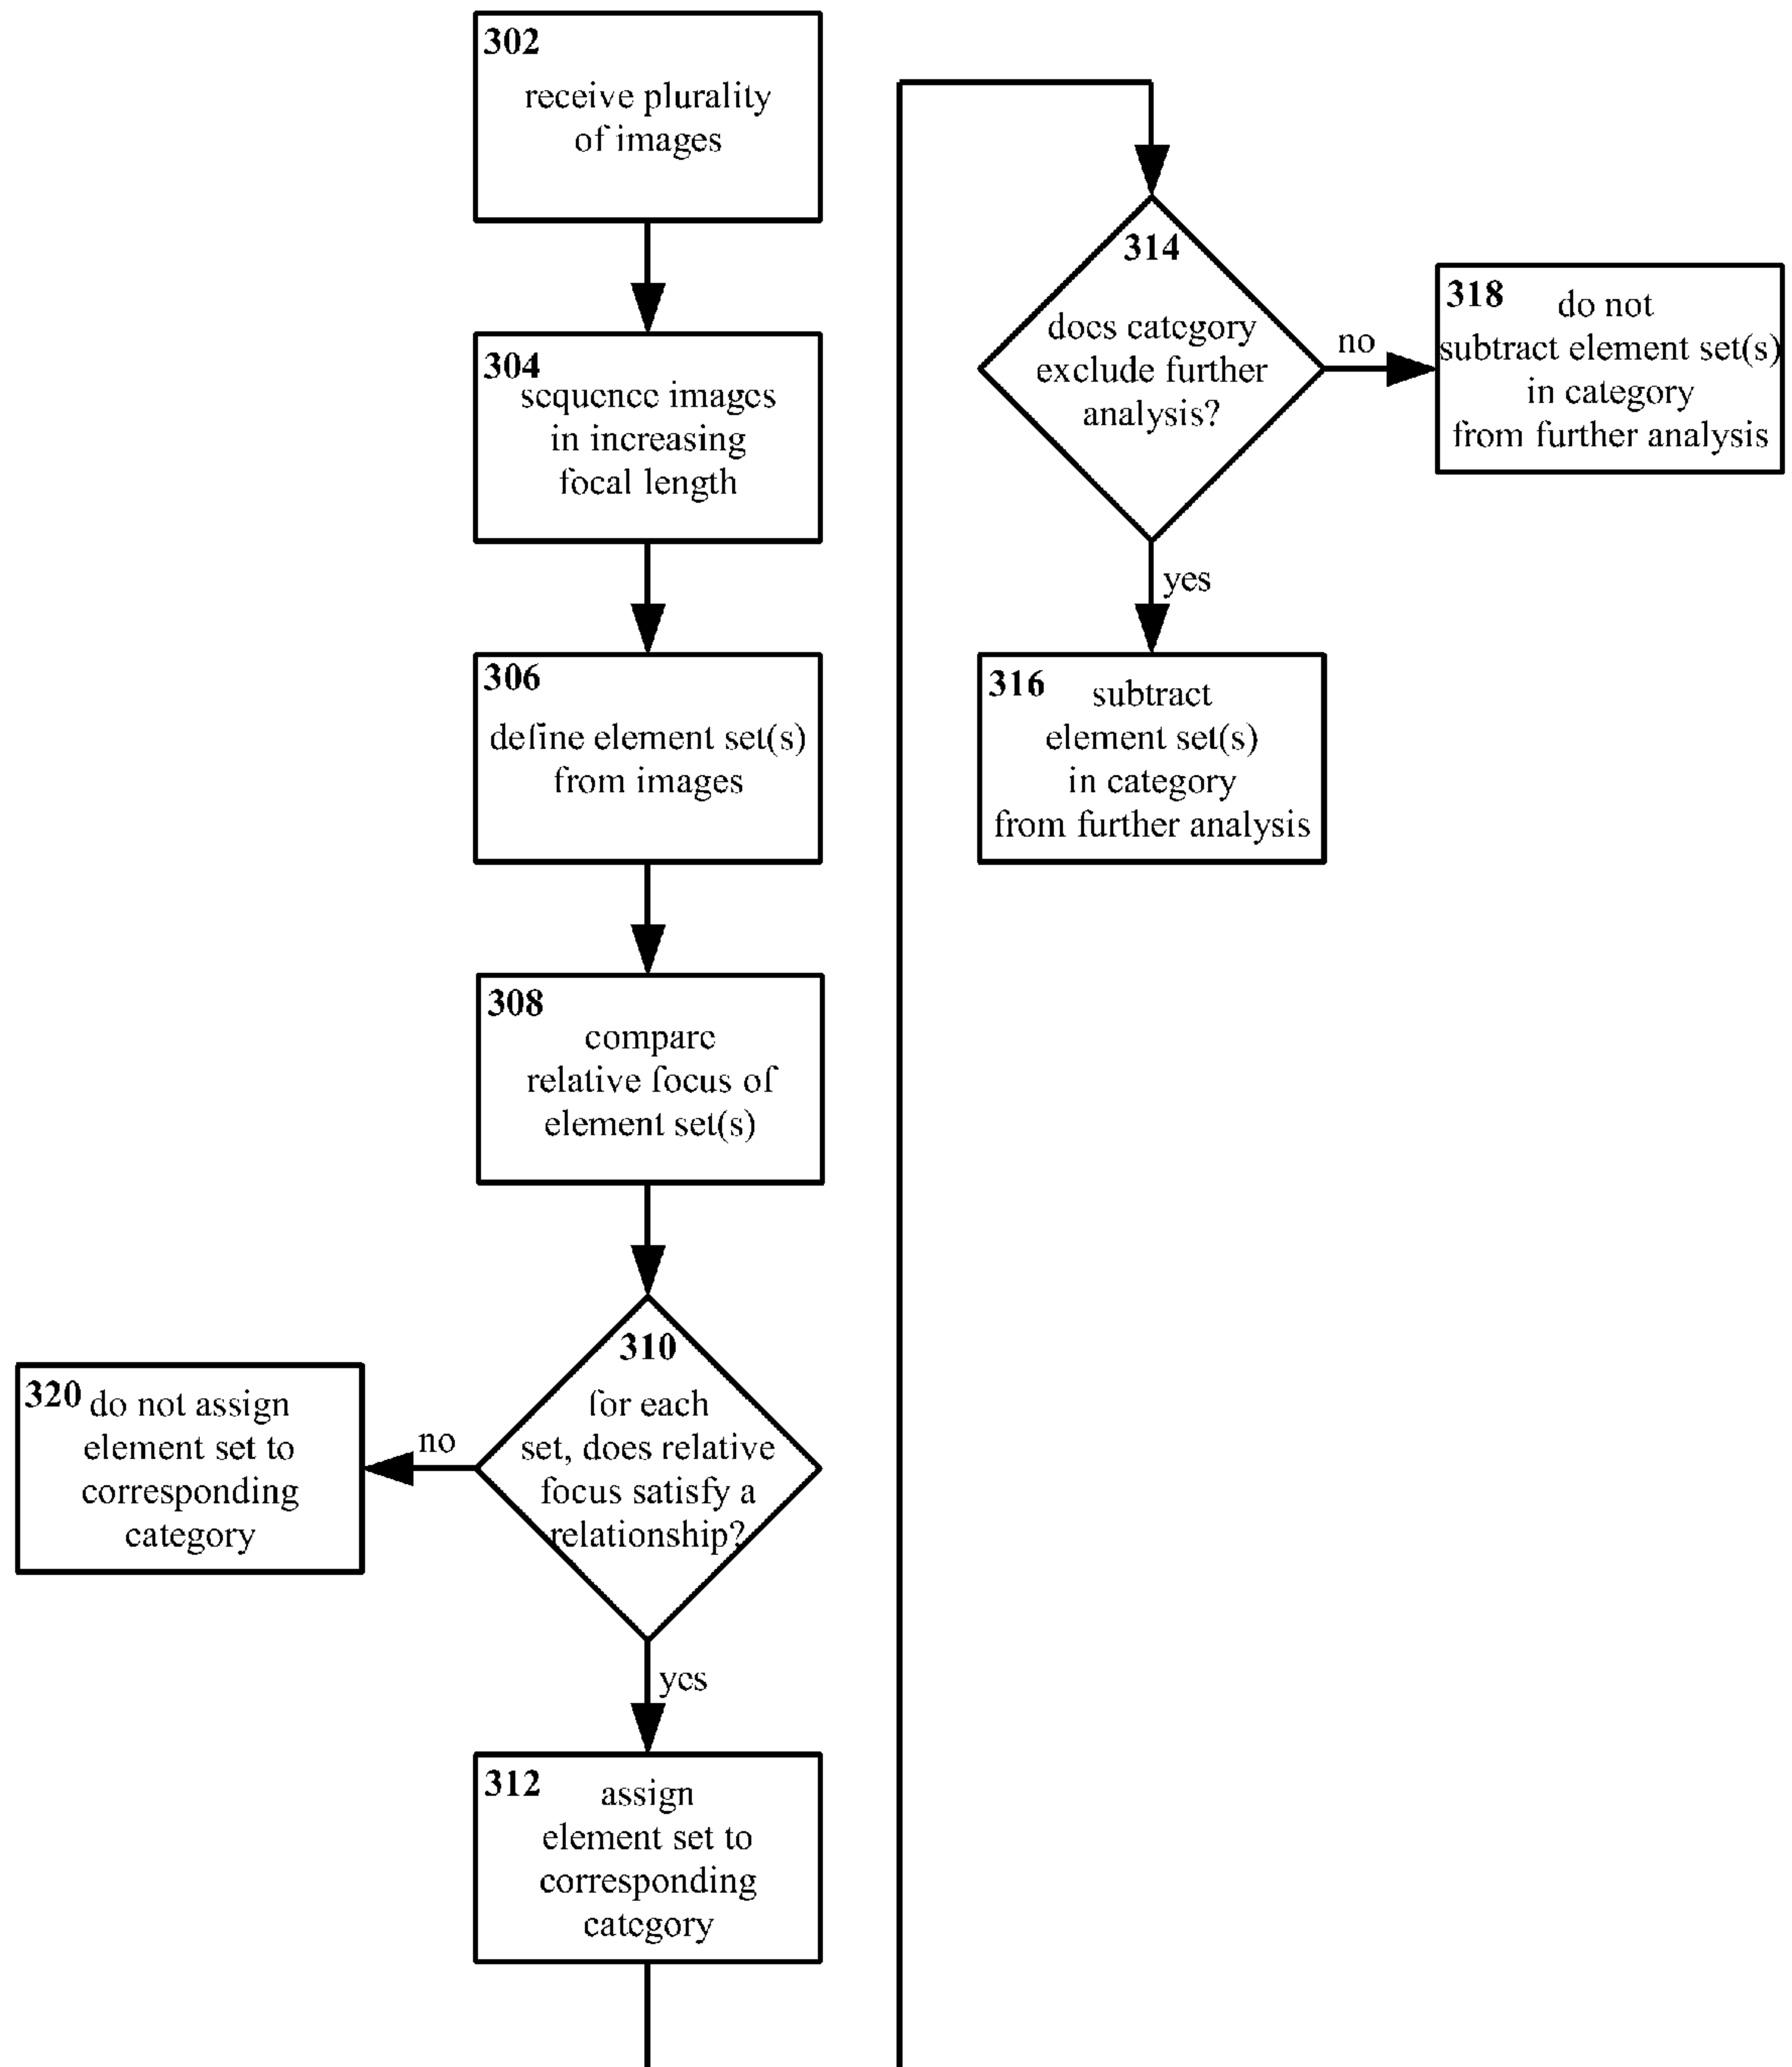 302
receive plurality
of images
304
sequence images
in increasing
focal length
306
define element set(s)
from images
308
compare
relative focus of
element set(s)
310
for each
set, does relative
focus satisfy a
relationship?
no
320 do not assign
element set to
corresponding
category
yes
312 assign
element set to
corresponding
category
314
does category
exclude further
analysis?
no
318 do not
subtract element set(s)
in category
from further analysis
yes
316 subtract
element set(s)
in category
from further analysis